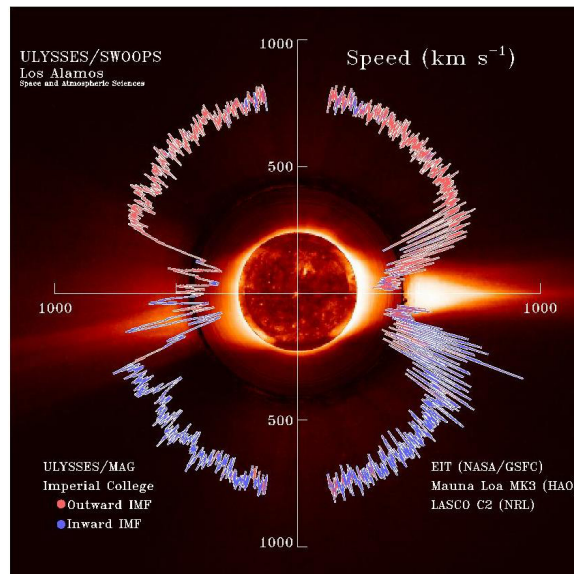 ULYSSES/SWOOPS
Los Alamos
Space and Atmospheric Sciences
1000
Speed (km s⁻¹)
500
1000
1000
500
ULYSSES/MAG
Imperial College
Outward IMF
Inward IMF
EIT (NASA/GSFC)
Mauna Loa MK3 (HAO
LASCO C2 (NRL)
1000